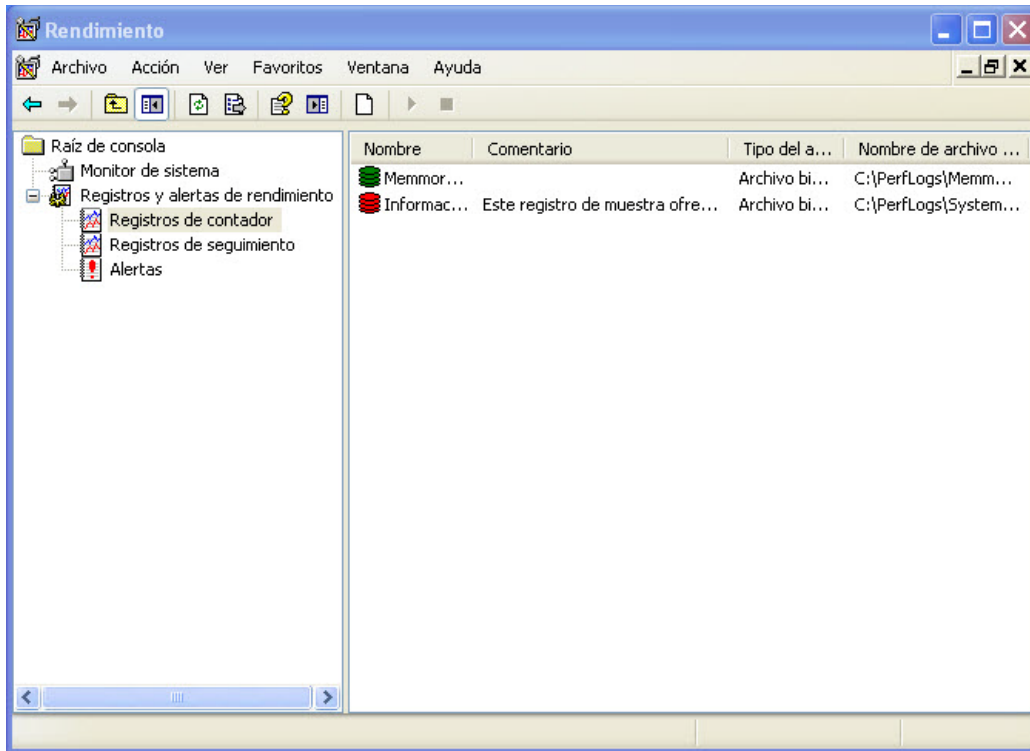 Rendimiento
Archivo Acción Ver Favoritos Ventana Ayuda
Raíz de consola
Monitor de sistema
Registros y alertas de rendimiento
Registros de contador
Registros de seguimiento
Alertas
Nombre Comentario Tipo del a... Nombre de archivo ...
Memmor... Archivo bi... C:\PerfLogs\Memm...
Informac... Este registro de muestra ofre... Archivo bi... C:\PerfLogs\System...